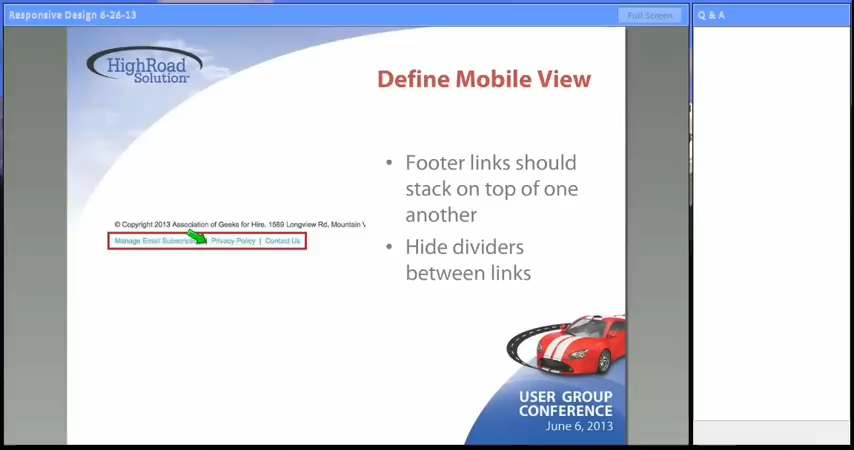 Responsive Design 6-26-13
Full Screen
Q & A
HighRoad
Solution
Define Mobile View
• Footer links should
stack on top of one
another
• Hide dividers
between links
© Copyright 2013 Association of Geeks for Hire, 1589 Longview Rd, Mountain
Manage Email | Privacy Policy | Contact Us
USER GROUP
CONFERENCE
June 6, 2013